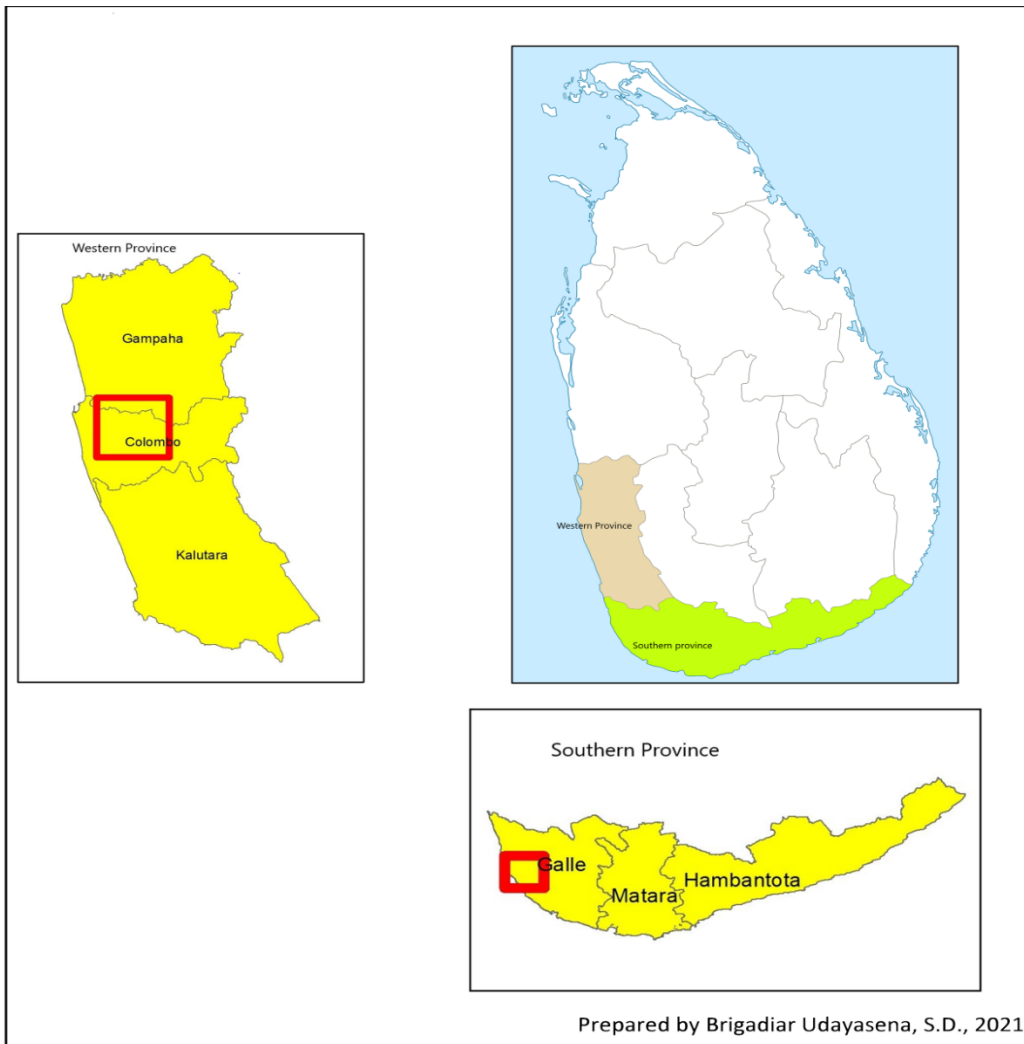 Western Province
Gampaha
Colombo
Kalutara
Western Province
Southern province
Southern Province
Galle
Matara
Hambantota
Prepared by Brigadiar Udayasena, S.D., 2021